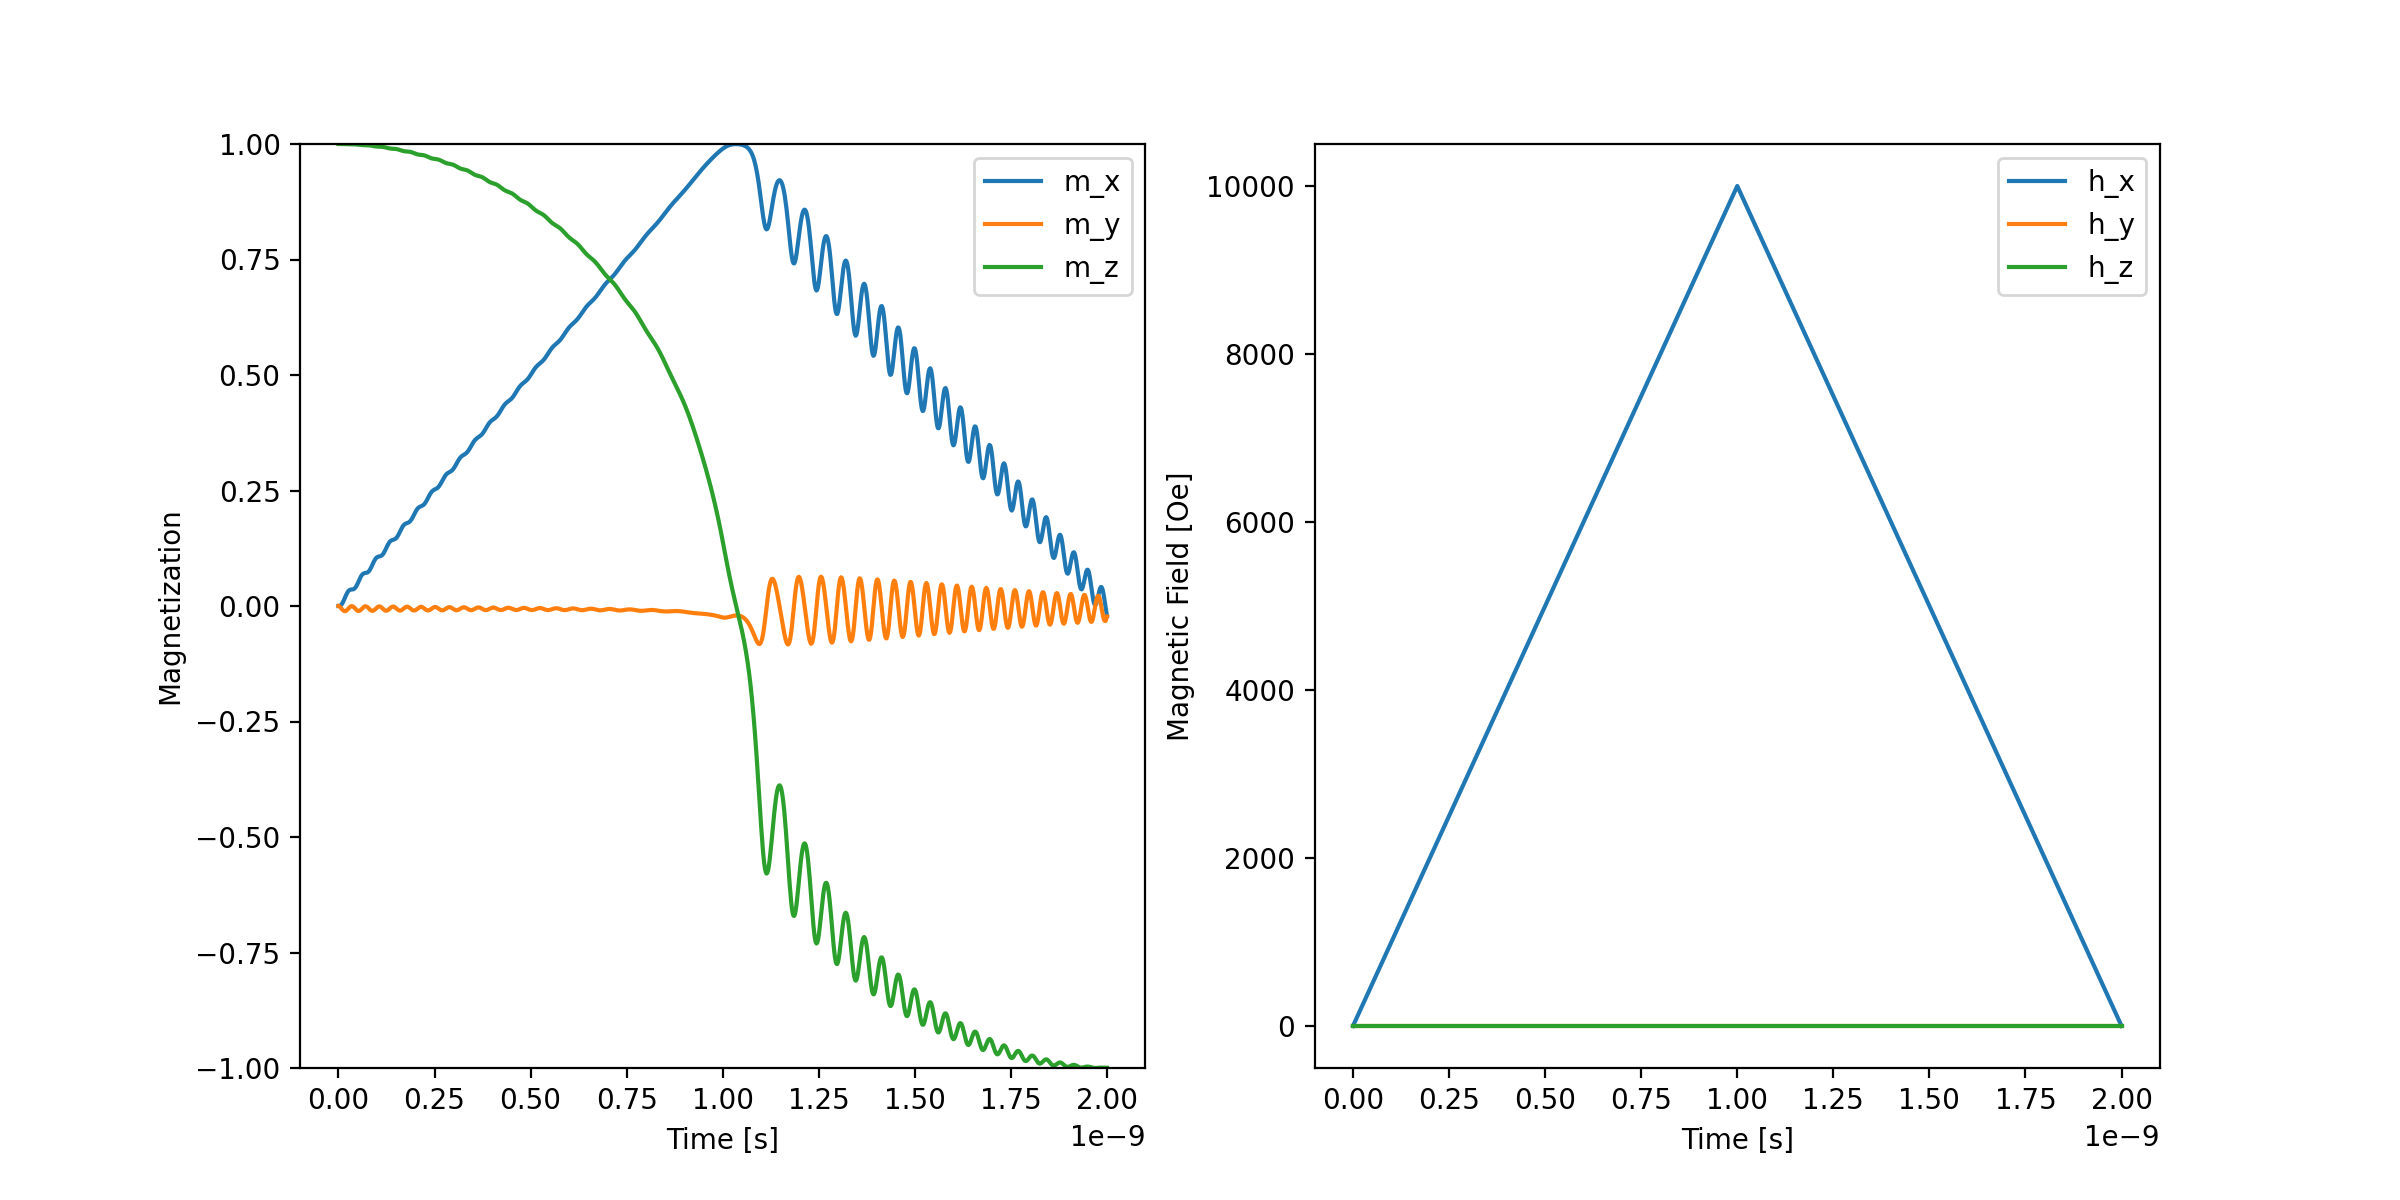 1.00
0.75
0.50
0.25
0.00
−0.25
−0.50
−0.75
−1.00
Magnetization
m_x
m_y
m_z
0.00 0.25 0.50 0.75 1.00 1.25 1.50 1.75 2.00
Time [s]
1e−9
10000
8000
6000
4000
2000
0
Magnetic Field [Oe]
h_x
h_y
h_z
0.00 0.25 0.50 0.75 1.00 1.25 1.50 1.75 2.00
Time [s]
1e−9